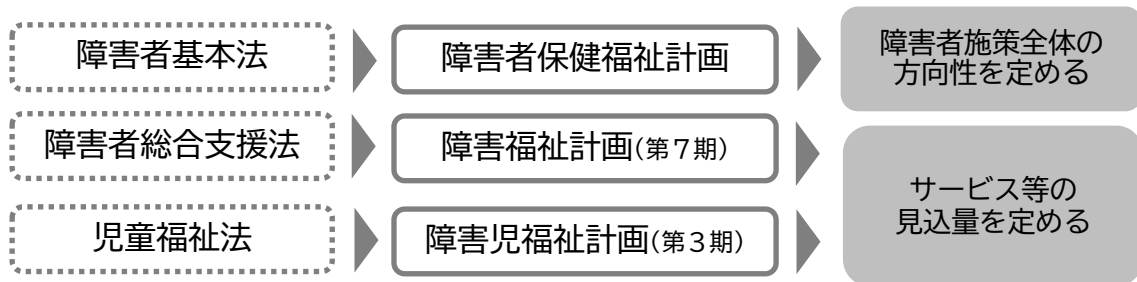 障害者基本法
障害者保健福祉計画
障害者施策全体の
方向性を定める
障害者総合支援法
障害福祉計画(第７期)
サービス等の
見込量を定める
児童福祉法
障害児福祉計画(第３期)